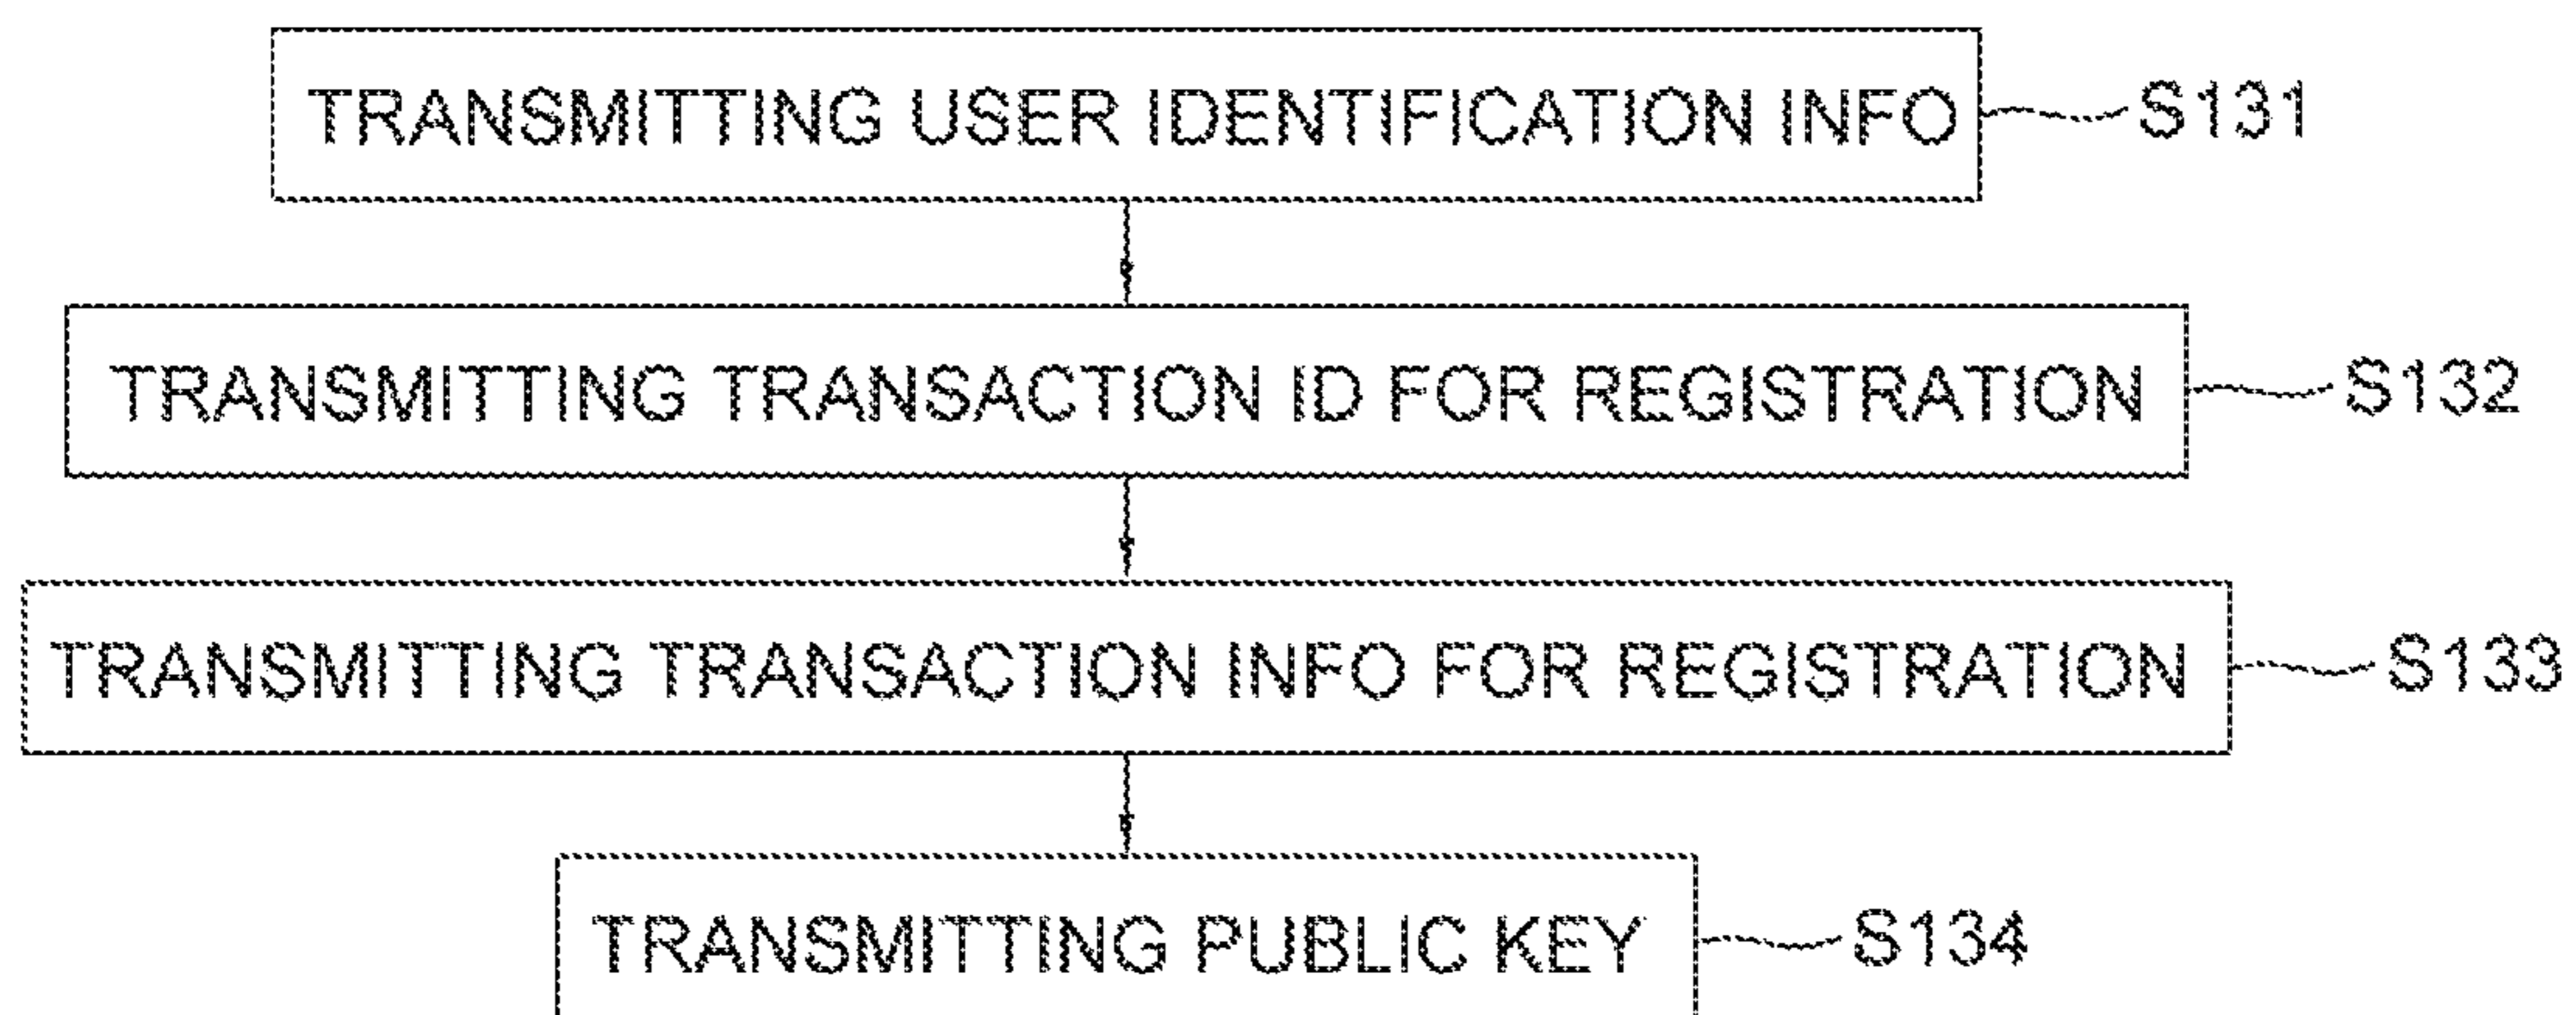 TRANSMITTING USER IDENTIFICATION INFO S131
TRANSMITTING TRANSACTION ID FOR REGISTRATION S132
TRANSMITTING TRANSACTION INFO FOR REGISTRATION S133
TRANSMITTING PUBLIC KEY S134